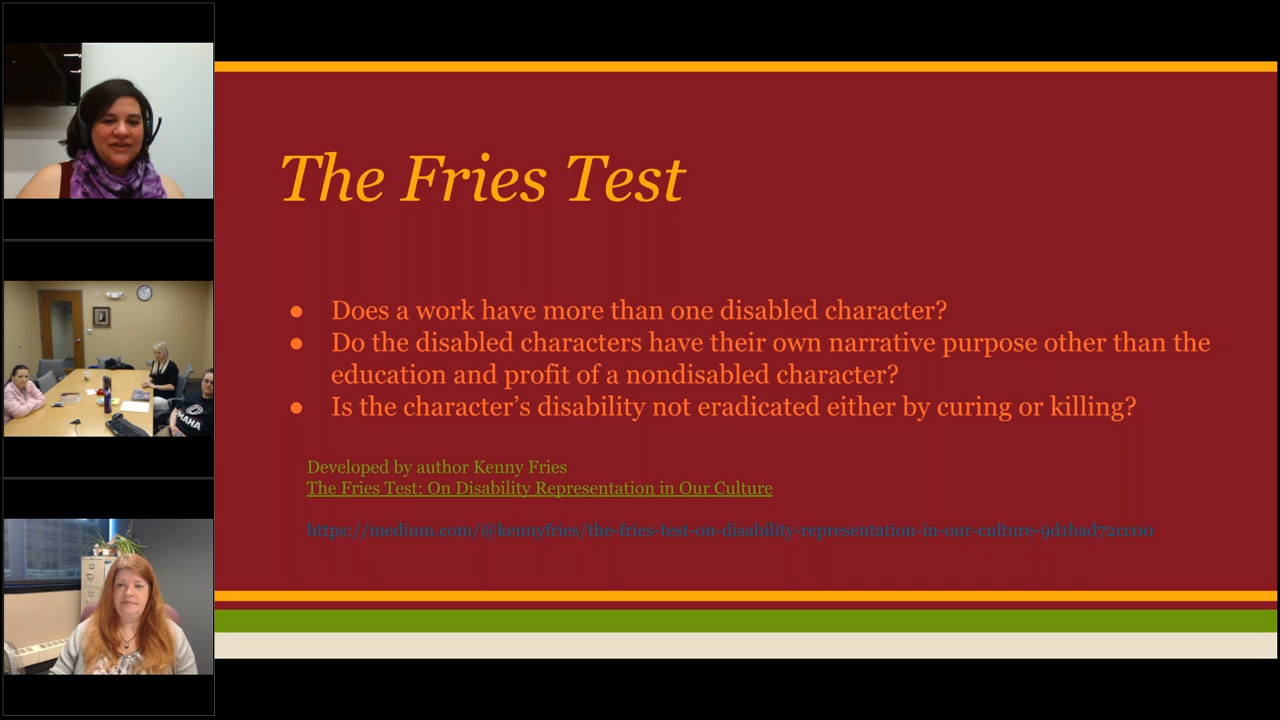 The Fries Test
● Does a work have more than one disabled character?
● Do the disabled characters have their own narrative purpose other than the
education and profit of a nondisabled character?
● Is the character’s disability not eradicated either by curing or killing?
Developed by author Kenny Fries
The Fries Test: On Disability Representation in Our Culture
https://medium.com/@kennyfries/the-fries-test-on-disability-representation-in-our-culture-9d1bad72cc00